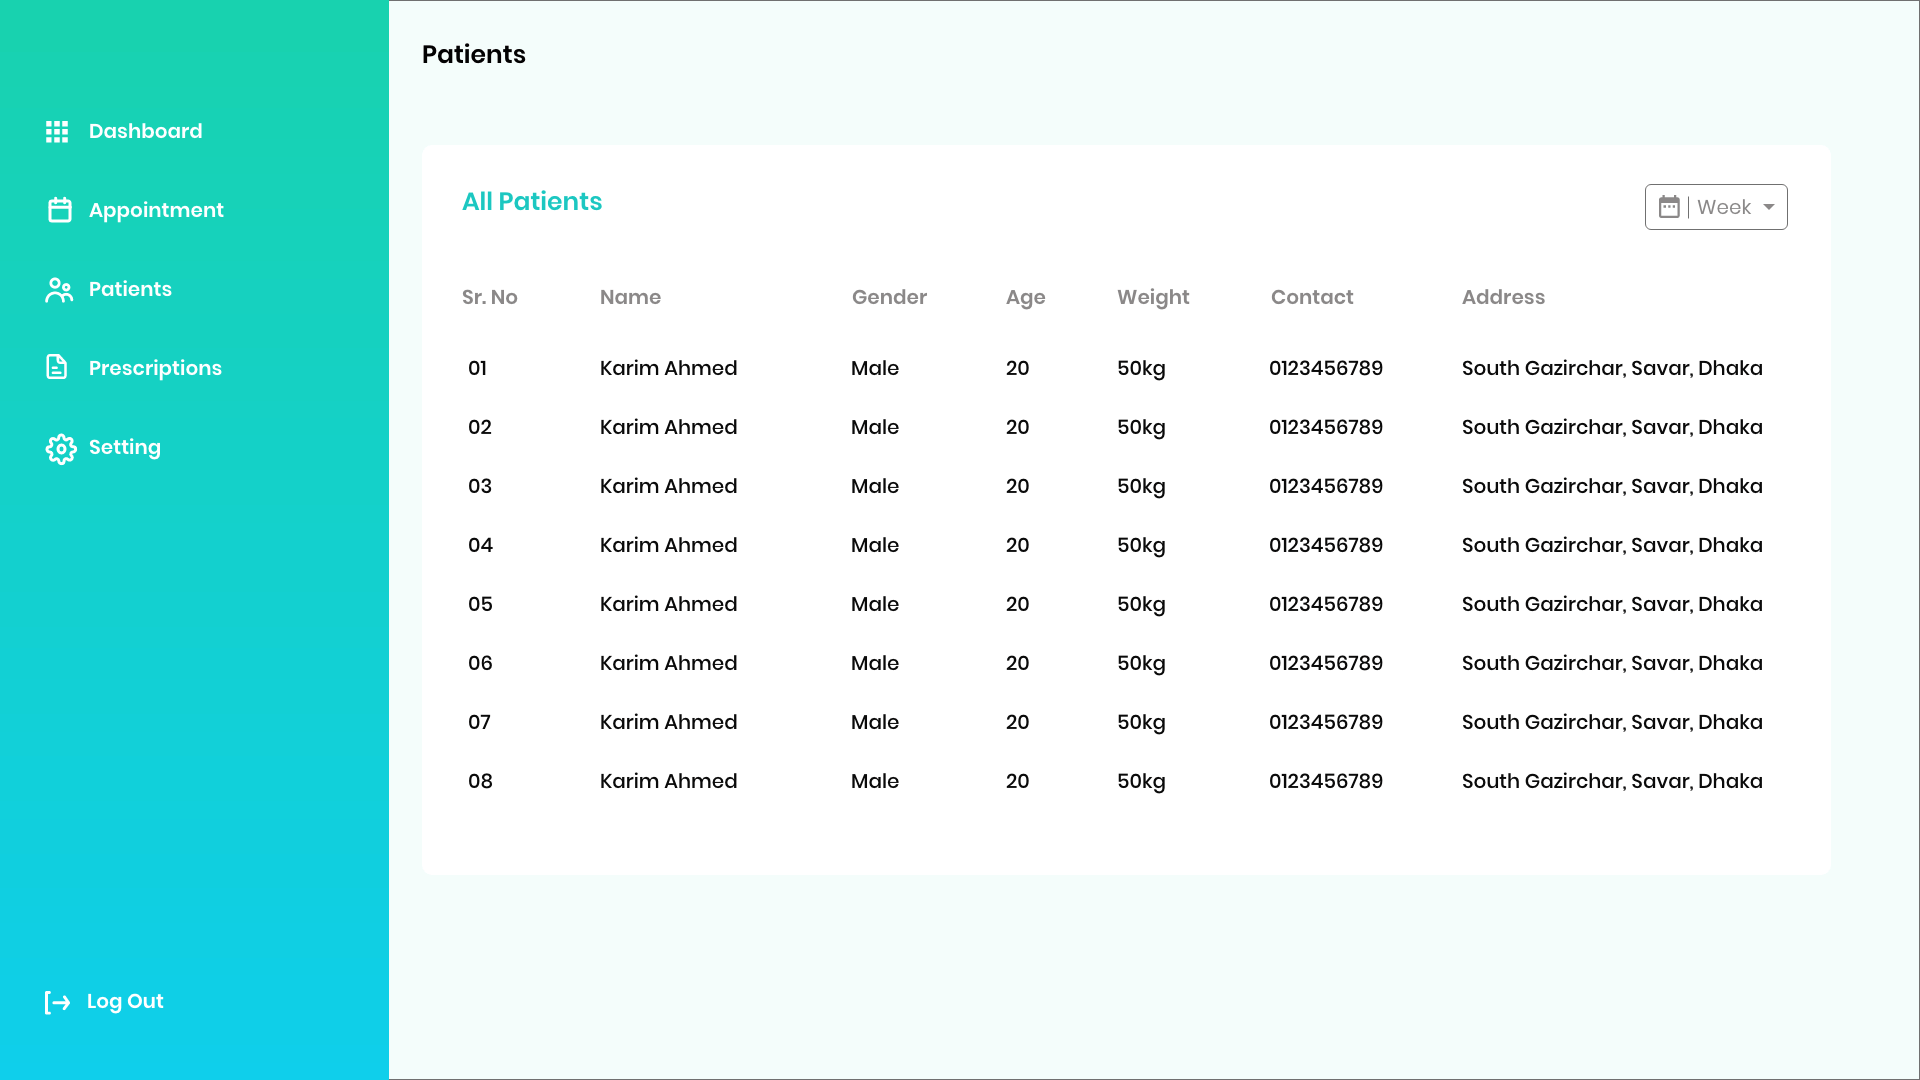 Patients
Dashboard
Appointment
Patients
Prescriptions
Setting
Log Out
All Patients
Week
Sr. No Name Gender Age Weight Contact Address
01 Karim Ahmed Male 20 50kg 0123456789 South Gazirchar, Savar, Dhaka
02 Karim Ahmed Male 20 50kg 0123456789 South Gazirchar, Savar, Dhaka
03 Karim Ahmed Male 20 50kg 0123456789 South Gazirchar, Savar, Dhaka
04 Karim Ahmed Male 20 50kg 0123456789 South Gazirchar, Savar, Dhaka
05 Karim Ahmed Male 20 50kg 0123456789 South Gazirchar, Savar, Dhaka
06 Karim Ahmed Male 20 50kg 0123456789 South Gazirchar, Savar, Dhaka
07 Karim Ahmed Male 20 50kg 0123456789 South Gazirchar, Savar, Dhaka
08 Karim Ahmed Male 20 50kg 0123456789 South Gazirchar, Savar, Dhaka